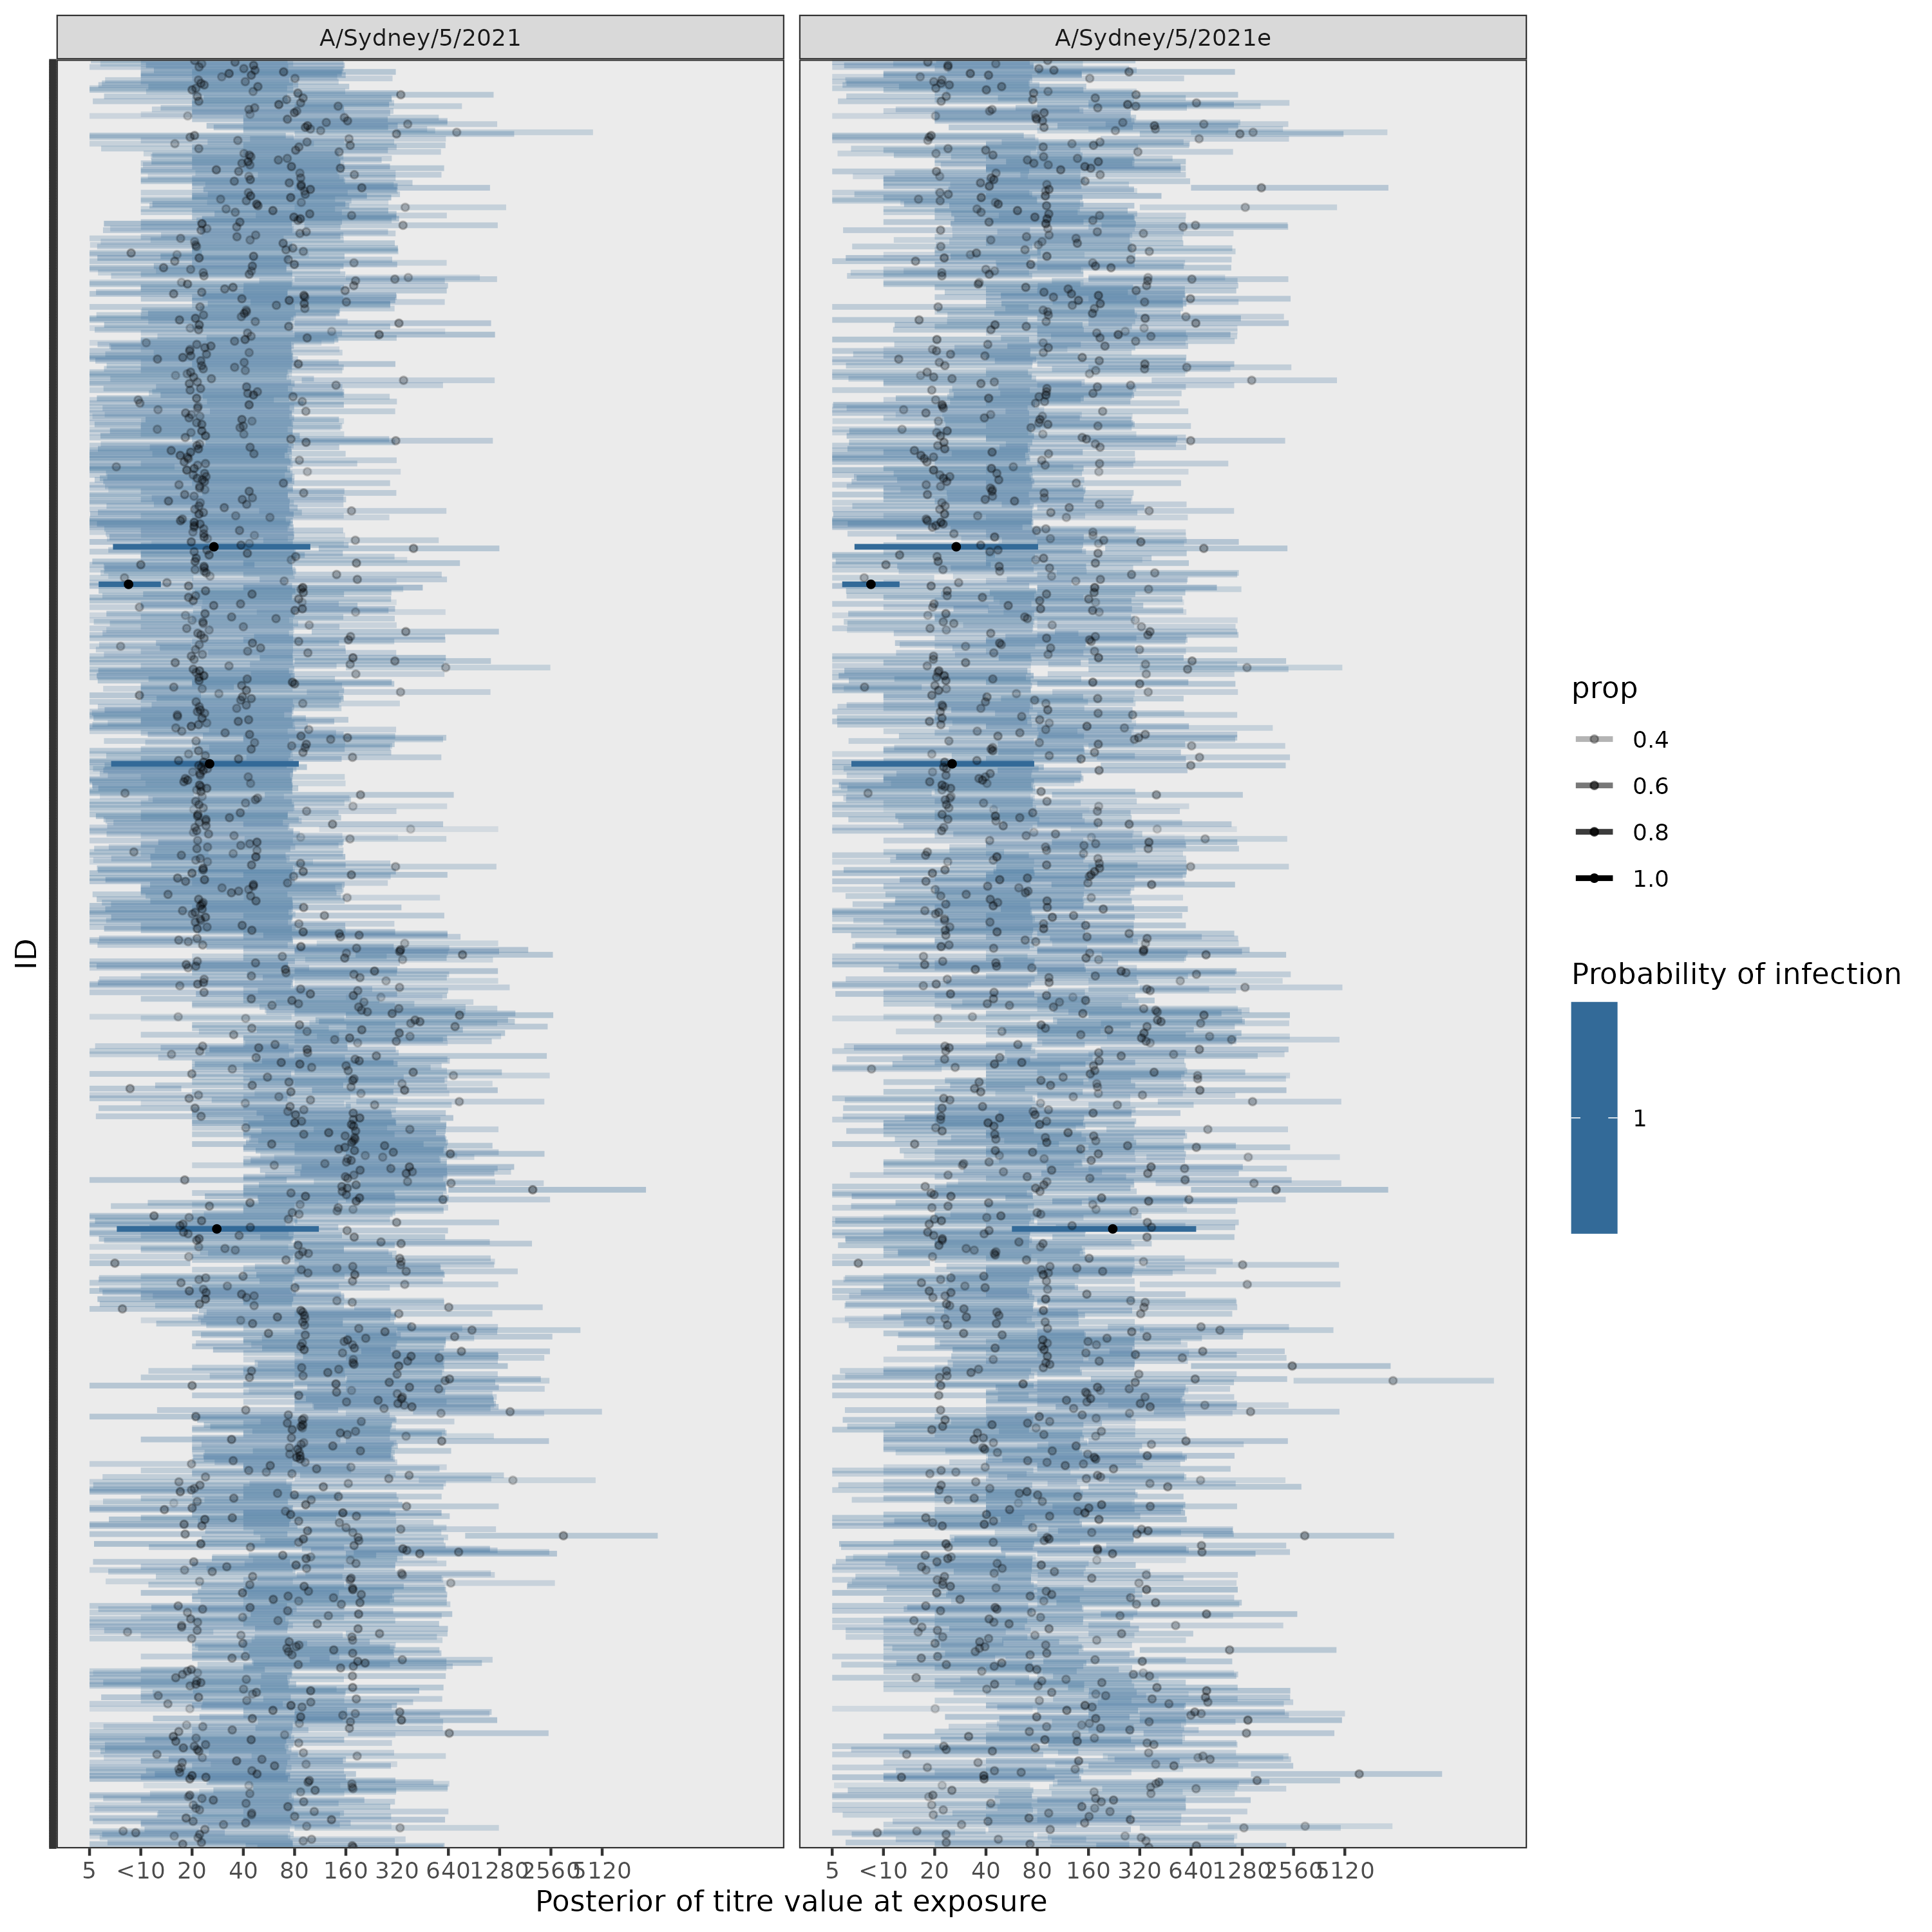 A/Sydney/5/2021
A/Sydney/5/2021e
ID
prop
0.4
0.6
0.8
1.0
Probability of infection
1
5 <10 20 40 80 160 320 640 1280 2560 5120
5 <10 20 40 80 160 320 640 1280 2560 5120
Posterior of titre value at exposure